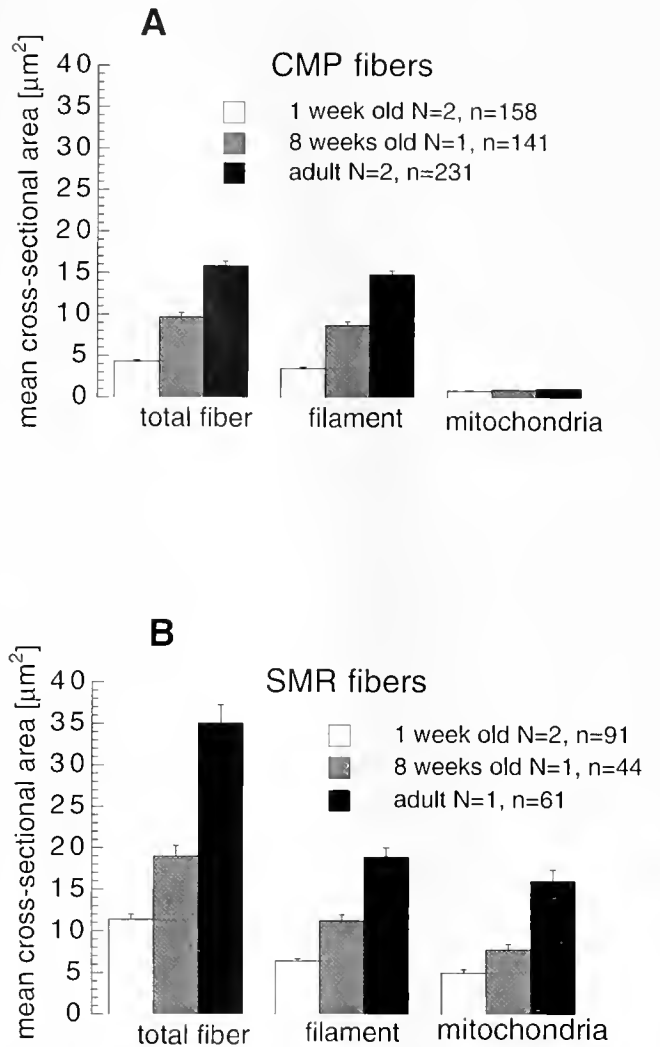 A
mean cross-sectional area [μm²]
40
35
30
25
20
15
10
5
0
CMP fibers
1 week old N=2, n=158
8 weeks old N=1, n=141
adult N=2, n=231
total fiber
filament
mitochondria
B
mean cross-sectional area [μm²]
40
35
30
25
20
15
10
5
0
SMR fibers
1 week old N=2, n=91
8 weeks old N=1, n=44
adult N=1, n=61
total fiber
filament
mitochondria